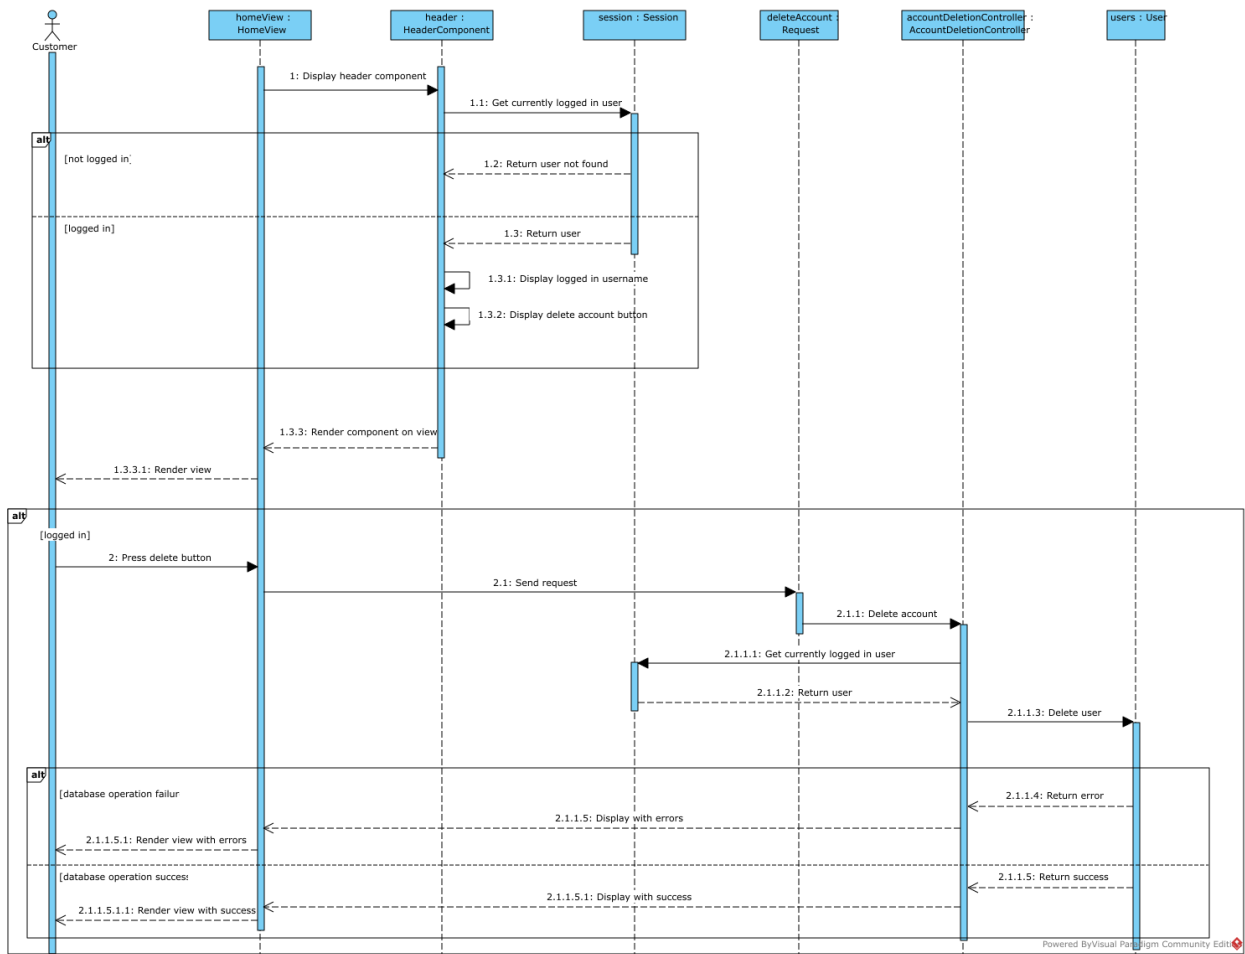 homeView :
HomeView
header :
HeaderComponent
session : Session
deleteAccount :
Request
accountDeletionController :
AccountDeletionController
users : User
Customer
1: Display header component
1.1: Get currently logged in user
alt
[not logged in]
1.2: Return user not found
[logged in]
1.3: Return user
1.3.1: Display logged in username
1.3.2: Display delete account button
1.3.3: Render component on view
1.3.3.1: Render view
alt
[logged in]
2: Press delete button
2.1: Send request
2.1.1: Delete account
2.1.1.1: Get currently logged in user
2.1.1.2: Return user
2.1.1.3: Delete user
alt
[database operation failur
2.1.1.4: Return error
2.1.1.5: Display with errors
2.1.1.5.1: Render view with errors
[database operation success
2.1.1.5: Return success
2.1.1.5.1: Display with success
2.1.1.5.1.1: Render view with success
Powered ByVisual Paradigm Community Editi